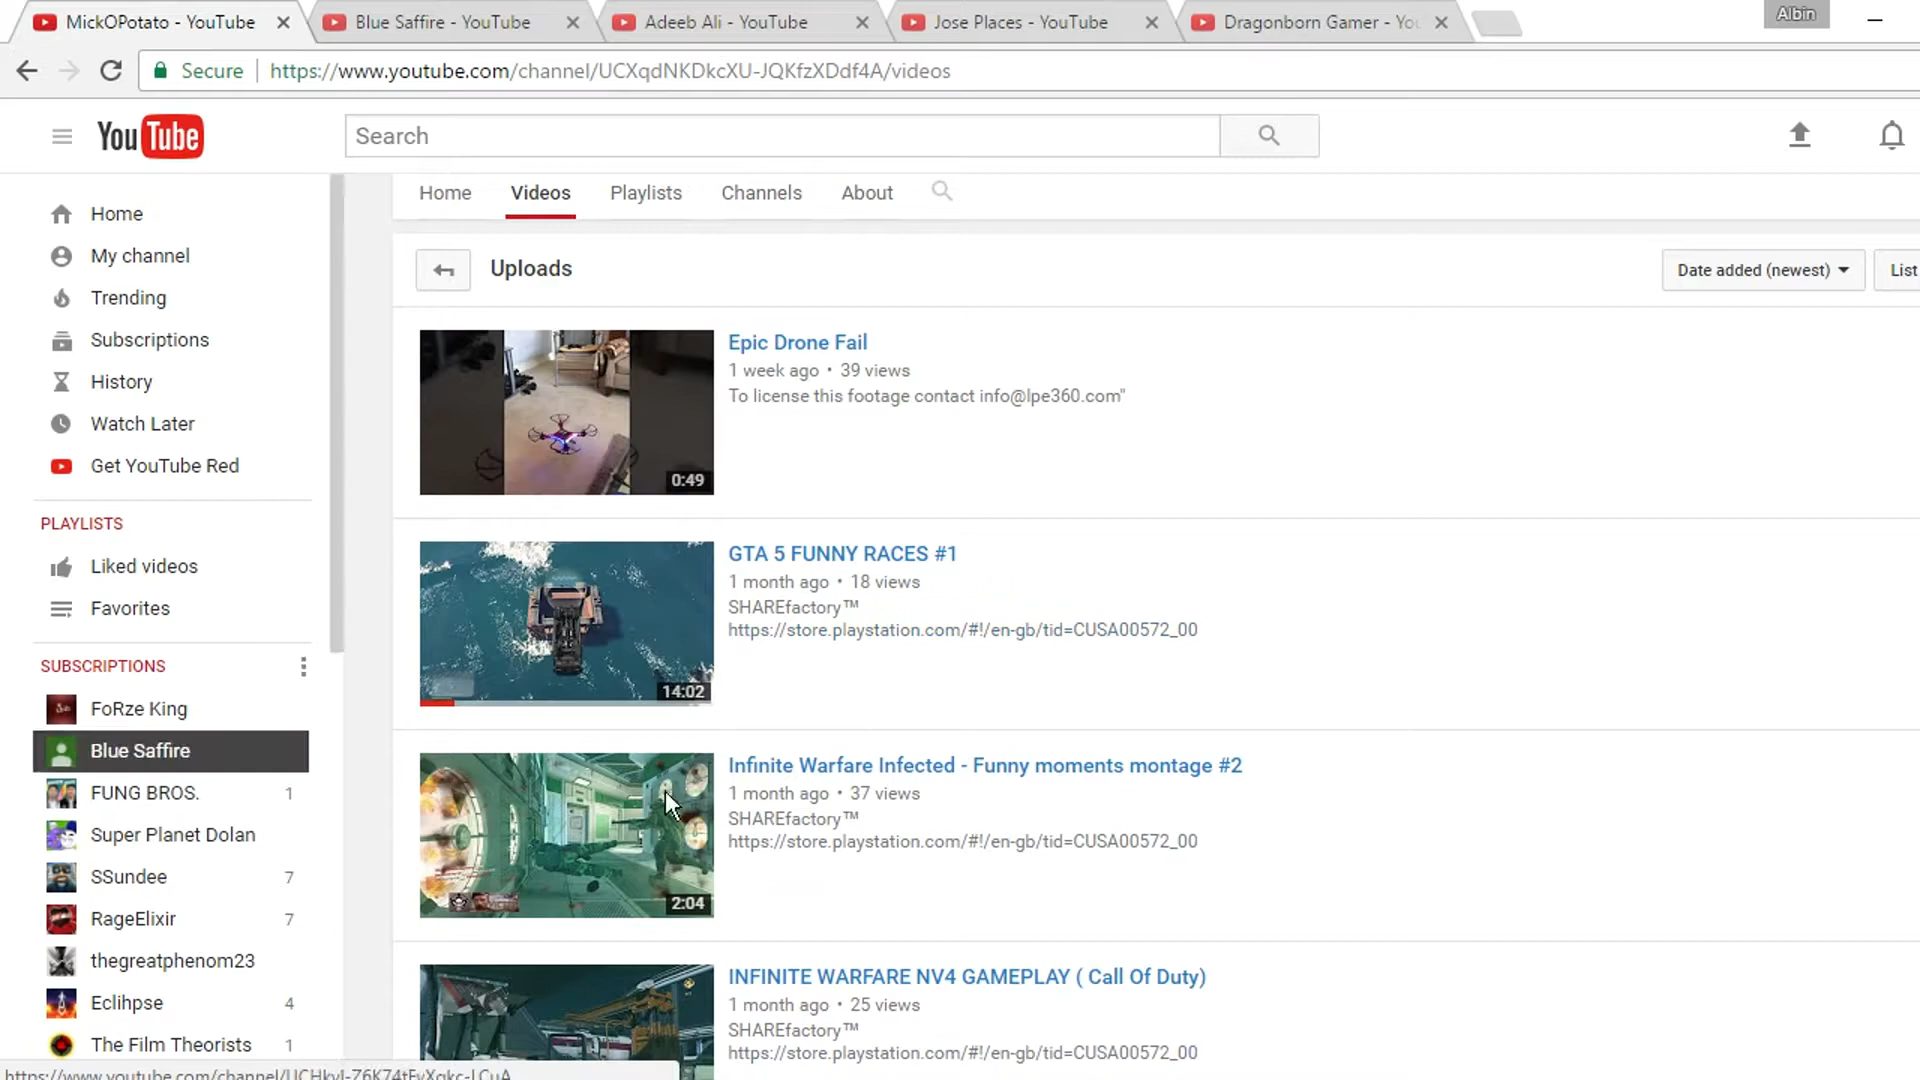 MickOPotato - YouTube
Blue Saffire - YouTube
Adeeb Ali - YouTube
Jose Places - YouTube
Dragonborn Gamer - You
Albin
Secure
https://www.youtube.com/channel/UCXqdNKDkcXU-JQKfzXDdf4A/videos
YouTube
Search
Home
Videos
Playlists
Channels
About
Home
My channel
Trending
Subscriptions
History
Watch Later
Get YouTube Red
PLAYLISTS
Liked videos
Favorites
SUBSCRIPTIONS
FoRze King
Blue Saffire
FUNG BROS. 1
Super Planet Dolan
SSundee 7
RageElixir 7
thegreatphenom23
Eclihpse 4
The Film Theorists 1
Uploads
Date added (newest)
List
Epic Drone Fail
1 week ago • 39 views
To license this footage contact info@lpe360.com"
0:49
GTA 5 FUNNY RACES #1
1 month ago • 18 views
SHAREfactory™
https://store.playstation.com/#!/en-gb/tid=CUSA00572_00
14:02
Infinite Warfare Infected - Funny moments montage #2
1 month ago • 37 views
SHAREfactory™
https://store.playstation.com/#!/en-gb/tid=CUSA00572_00
2:04
INFINITE WARFARE NV4 GAMEPLAY ( Call Of Duty)
1 month ago • 25 views
SHAREfactory™
https://store.playstation.com/#!/en-gb/tid=CUSA00572_00